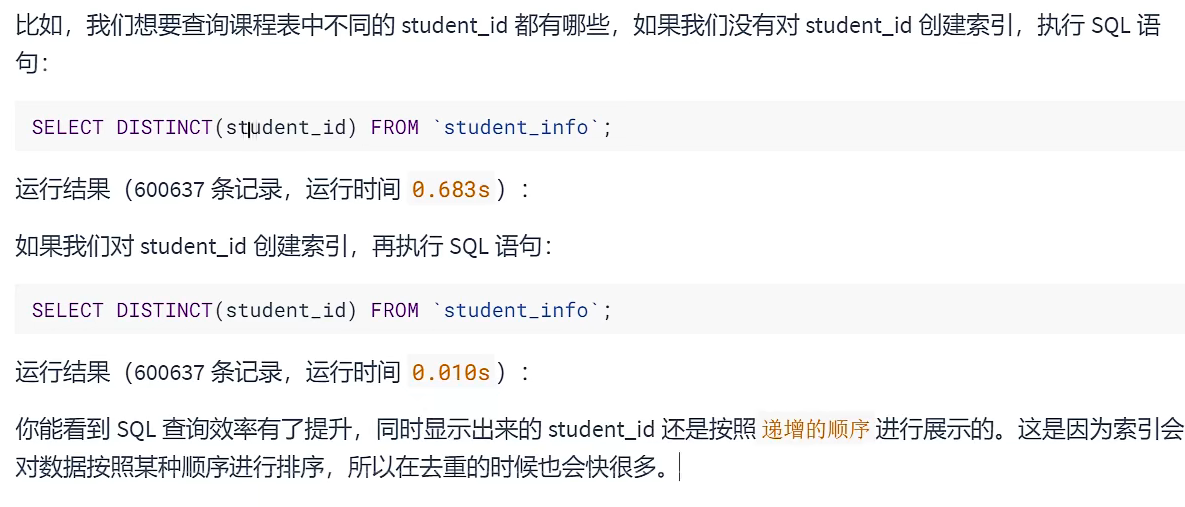 比如，我们想要查询课程表中不同的 student_id 都有哪些，如果我们没有对 student_id 创建索引，执行 SQL 语
句：
SELECT DISTINCT(student_id) FROM `student_info`;
运行结果（600637 条记录，运行时间 0.683s ）：
如果我们对 student_id 创建索引，再执行 SQL 语句：
SELECT DISTINCT(student_id) FROM `student_info`;
运行结果（600637 条记录，运行时间 0.010s ）：
你能看到 SQL 查询效率有了提升，同时显示出来的 student_id 还是按照 递增的顺序 进行展示的。这是因为索引会
对数据按照某种顺序进行排序，所以在去重的时候也会快很多。